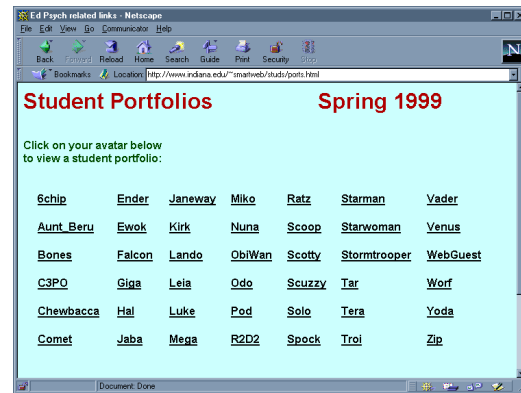 Ed Psych related links - Netscape
File Edit View Go Communicator Help
Back Forward Reload Home Search Guide Print Security Stop
Bookmarks Location: http://www.indiana.edu/~smartweb/studs/ports.html
Student Portfolios Spring 1999
Click on your avatar below
to view a student portfolio:
6chip Ender Janeway Miko Ratz Starman Vader
Aunt_Beru Ewok Kirk Nuna Scoop Starwoman Venus
Bones Falcon Lando ObiWan Scotty Stormtrooper WebGuest
C3PO Giga Leia Odo Scuzzy Tar Worf
Chewbacca Hal Luke Pod Solo Tera Yoda
Comet Jaba Mega R2D2 Spock Troi Zip
Document: Done